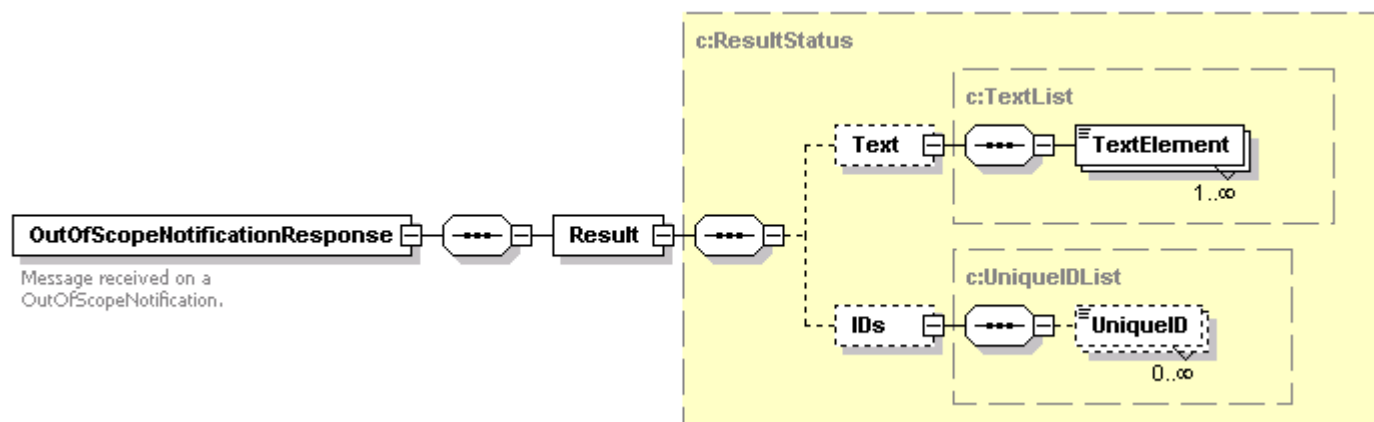 c:ResultStatus
c:TextList
Text
TextElement
1..∞
OutOfScopeNotificationResponse
Result
Message received on a
OutOfScopeNotification.
c:UniqueIDList
IDs
UniqueID
0..∞